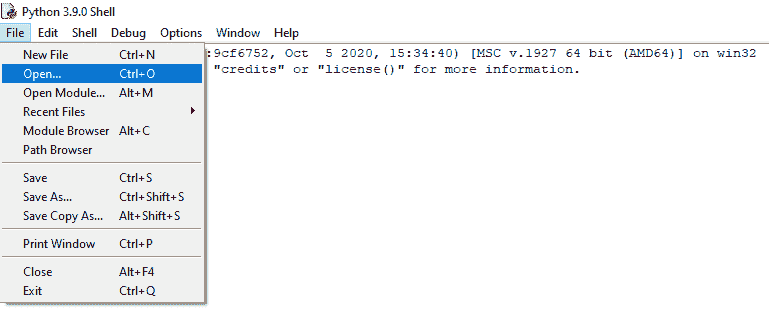 Python 3.9.0 Shell
File Edit Shell Debug Options Window Help
:9cf6752, Oct  5 2020, 15:34:40) [MSC v.1927 64 bit (AMD64)] on win32
"credits" or "license()" for more information.
New File Ctrl+N
Open... Ctrl+O
Open Module... Alt+M
Recent Files
Module Browser Alt+C
Path Browser
Save Ctrl+S
Save As... Ctrl+Shift+S
Save Copy As... Alt+Shift+S
Print Window Ctrl+P
Close Alt+F4
Exit Ctrl+Q